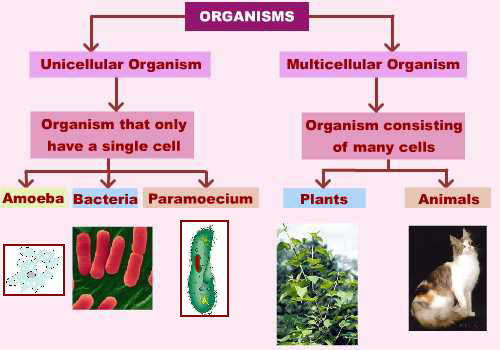 ORGANISMS
Unicellular Organism
Multicellular Organism
Organism that only
have a single cell
Organism consisting
of many cells
Amoeba
Bacteria
Paramoecium
Plants
Animals